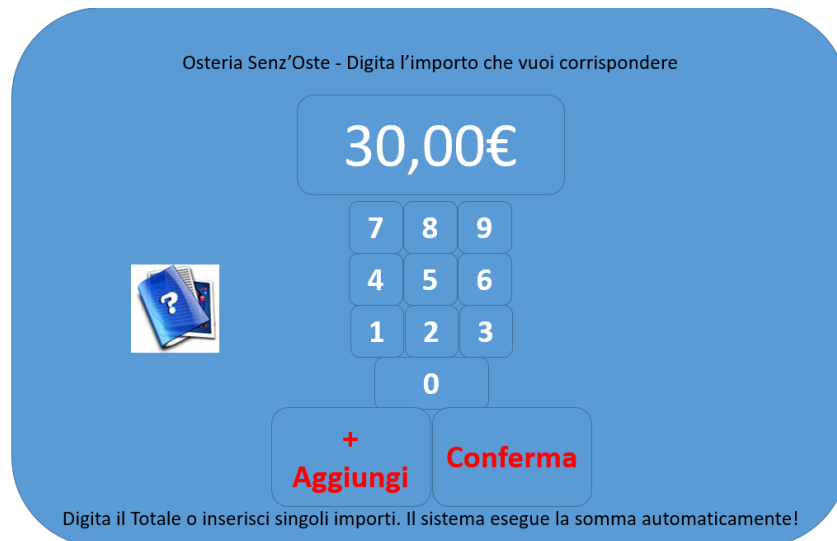 Osteria Senz’Oste - Digita l’importo che vuoi corrispondere
30,00€
7 8 9
4 5 6
?
1 2 3
0
+
Aggiungi
Conferma
Digita il Totale o inserisci singoli importi. Il sistema esegue la somma automaticamente!